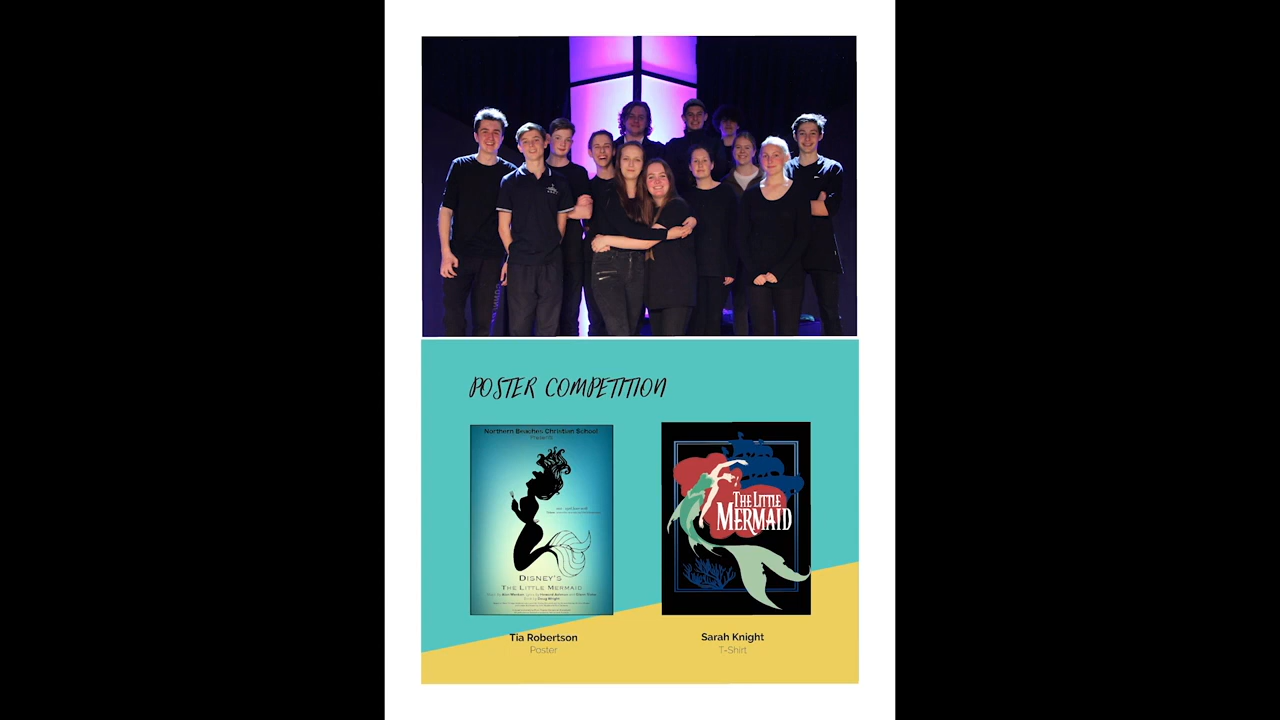 POSTER COMPETITION
Northern Beaches Christian School
Presents
DISNEY'S
THE LITTLE MERMAID
THE LITTLE
MERMAID
Tia Robertson
Poster
Sarah Knight
T-Shirt